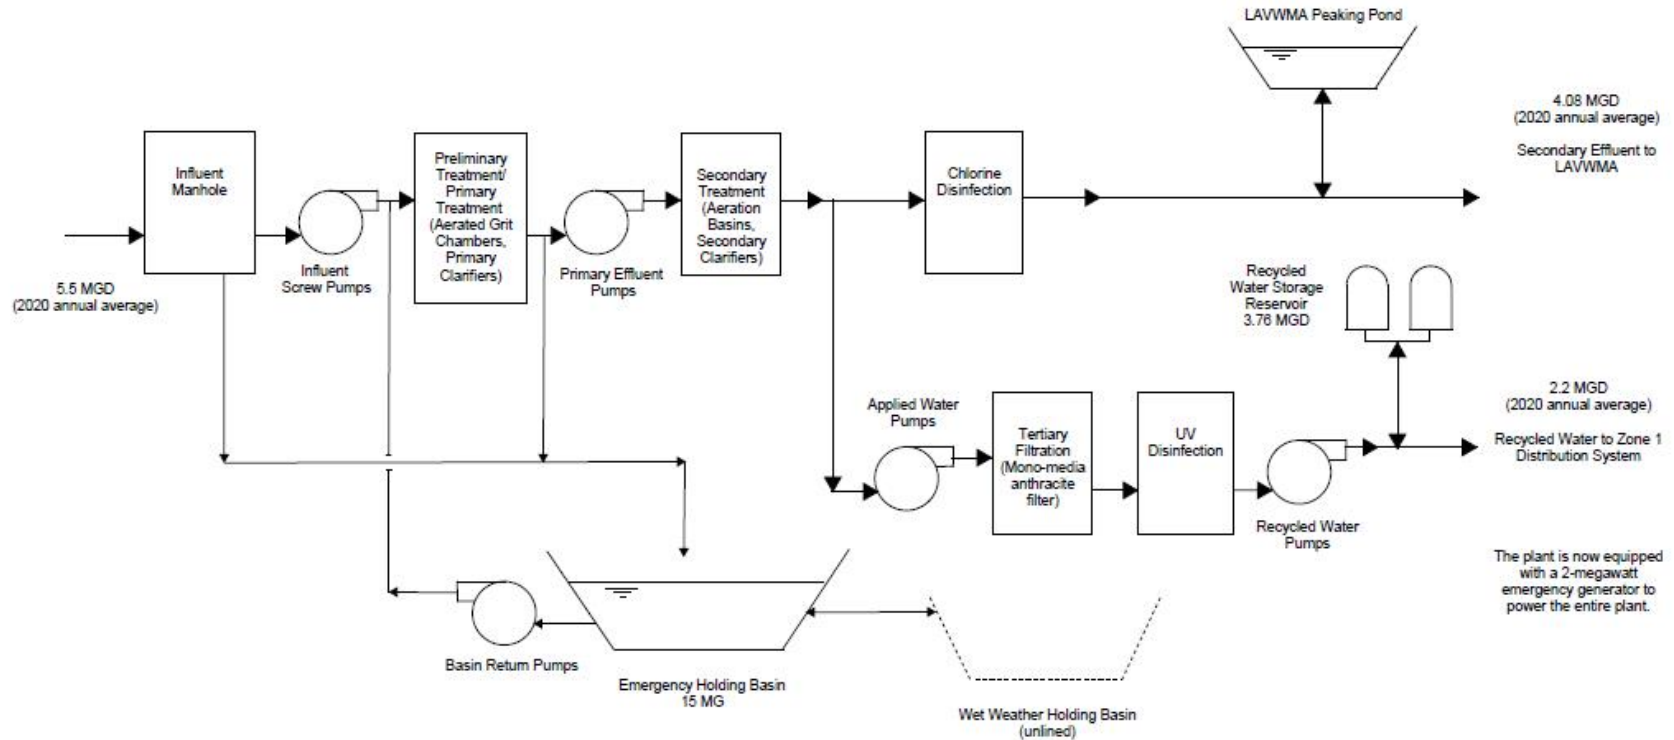 LAVWMA Peaking Pond
4.08 MGD
(2020 annual average)
Secondary Effluent to
LAVWMA
Influent
Manhole
Preliminary
Treatment/
Primary
Treatment
(Aerated Grit
Chambers,
Primary
Clarifiers)
Secondary
Treatment
(Aeration
Basins,
Secondary
Clarifiers)
Chlorine
Disinfection
Influent
Screw Pumps
Primary Effluent
Pumps
5.5 MGD
(2020 annual average)
Recycled
Water Storage
Reservoir
3.76 MGD
2.2 MGD
(2020 annual average)
Recycled Water to Zone 1
Distribution System
Applied Water
Pumps
Tertiary
Filtration
(Mono-media
anthracite
filter)
UV
Disinfection
Recycled Water
Pumps
The plant is now equipped
with a 2-megawatt
emergency generator to
power the entire plant.
Basin Return Pumps
Emergency Holding Basin
15 MG
Wet Weather Holding Basin
(unlined)